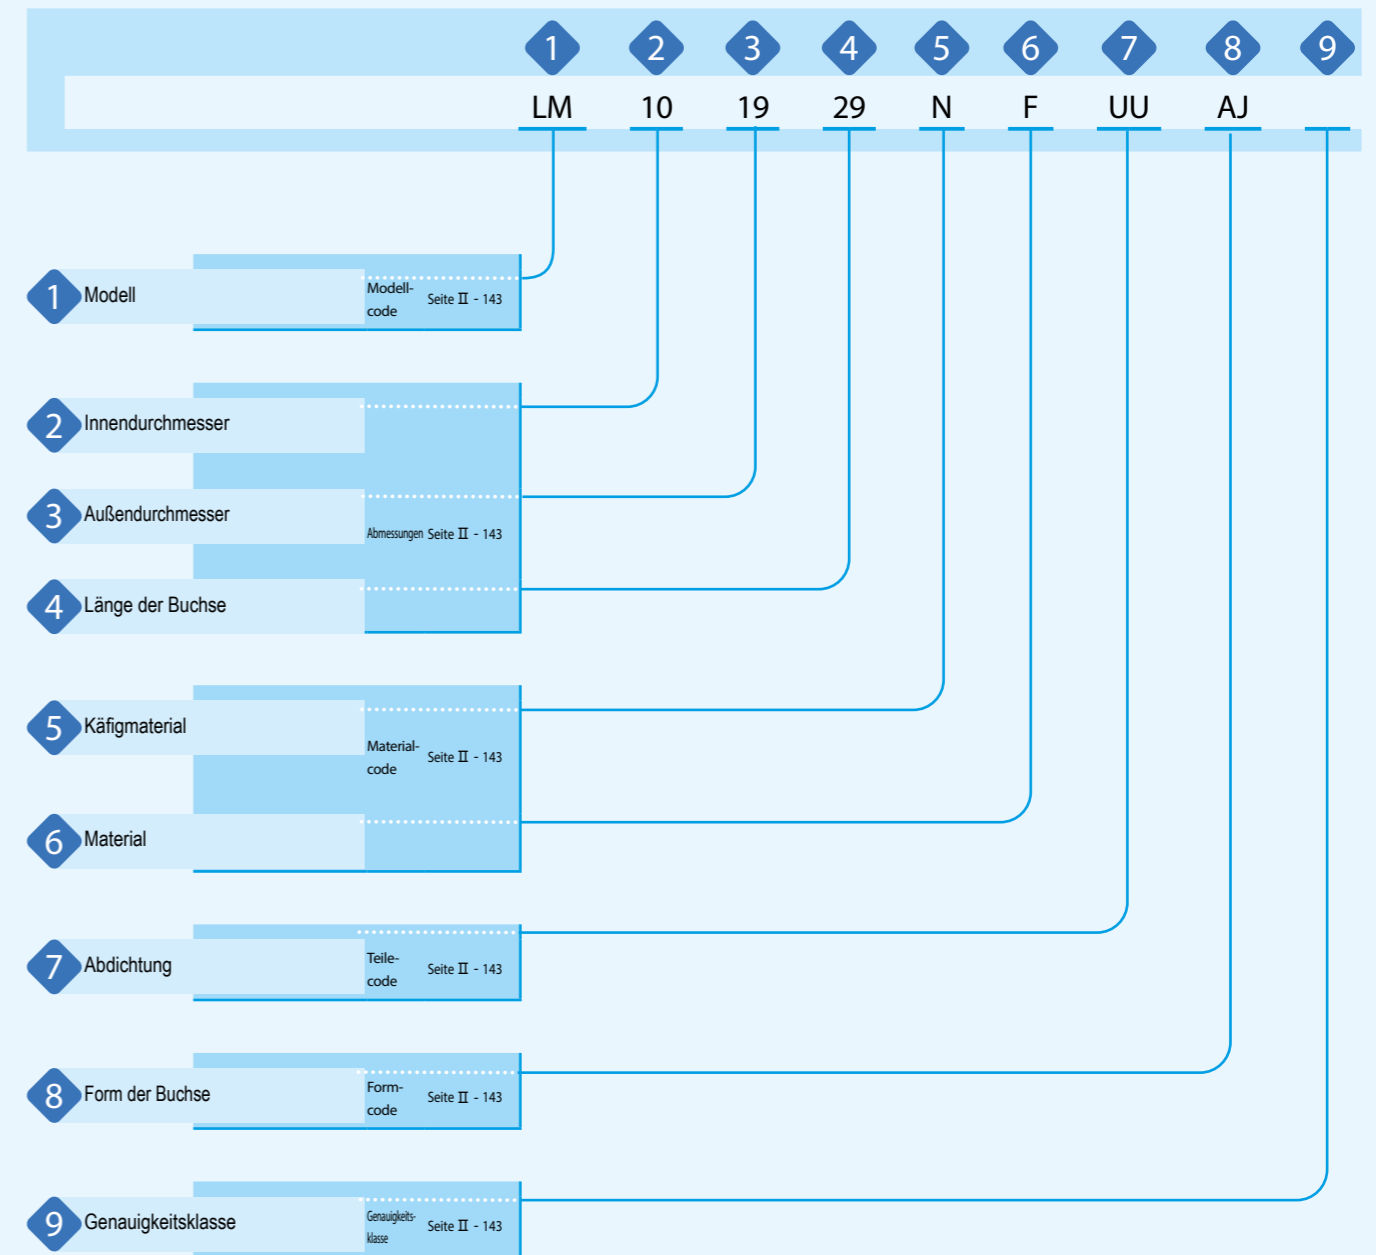 1 2 3 4 5 6 7 8 9
LM 10 19 29 N F UU AJ
1 Modell
Modell-
code
Seite Ⅱ - 143
2 Innendurchmesser
3 Außendurchmesser
Abmessungen Seite Ⅱ - 143
4 Länge der Buchse
5 Käfigmaterial
Material-
code
Seite Ⅱ - 143
6 Material
7 Abdichtung
Teile-
code
Seite Ⅱ - 143
8 Form der Buchse
Form-
code
Seite Ⅱ - 143
9 Genauigkeitsklasse
Genauigkeits-
klasse
Seite Ⅱ - 143